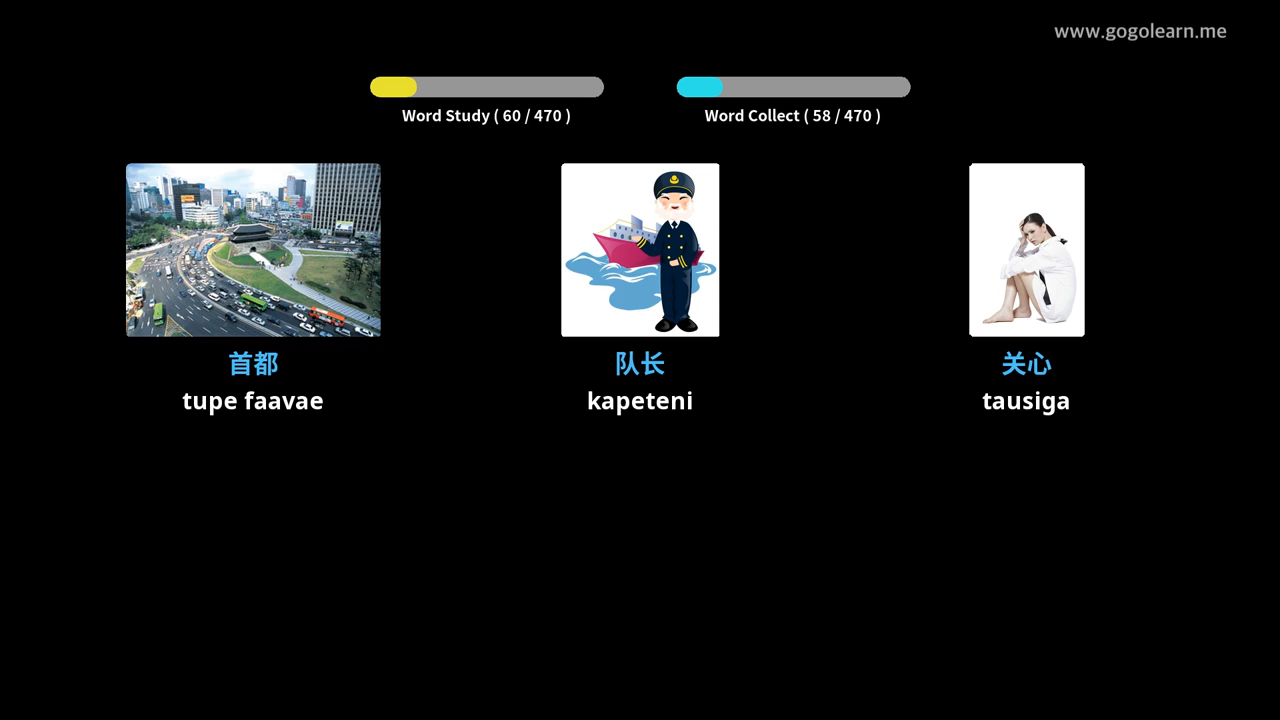 www.gogolearn.me
Word Study ( 60 / 470 )
Word Collect ( 58 / 470 )
首都
队长
关心
tupe faavae
kapeteni
tausiga